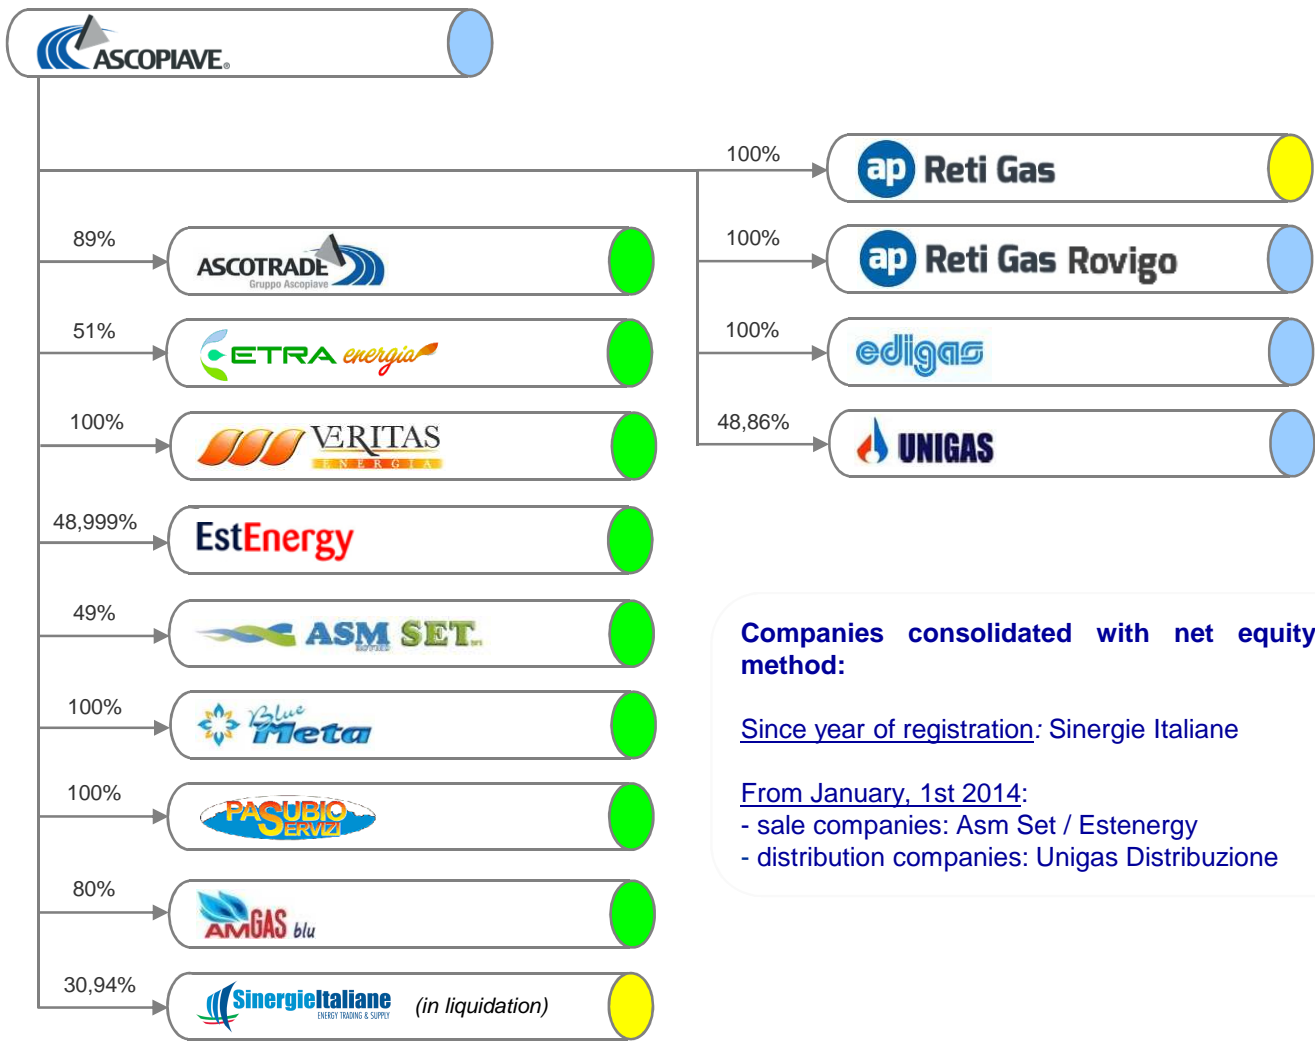 ASCOPIAVE®
100%
ap Reti Gas
100%
ap Reti Gas Rovigo
100%
edigas
48,86%
UNIGAS
89%
ASCOTRADE
Gruppo Ascopiave
51%
ETRA energia
100%
VERITAS
ENERGIA
48,999%
EstEnergy
49%
ASM SET
100%
Blue
Meta
100%
PASUBIO
SERVIZI
80%
AMGAS blu
30,94%
SinergieItaliane (in liquidation)
ENERGY TRADING & SUPPLY
Companies consolidated with net equity
method:
Since year of registration: Sinergie Italiane
From January, 1st 2014:
- sale companies: Asm Set / Estenergy
- distribution companies: Unigas Distribuzione